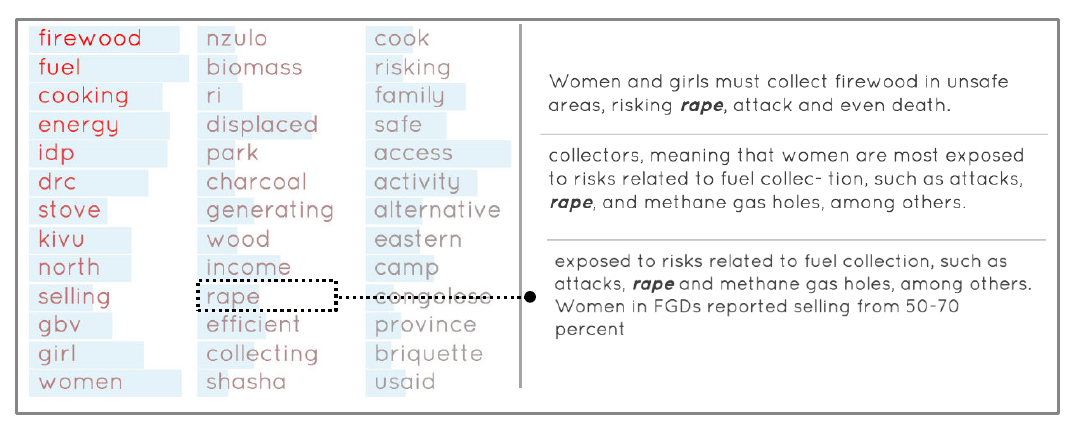 firewood
fuel
cooking
energy
idp
drc
stove
kivu
north
selling
gbv
girl
women
nzulo
biomass
ri
displaced
park
charcoal
generating
wood
income
rape
efficient
collecting
shasha
cook
risking
family
safe
access
activity
alternative
eastern
camp
congolese
province
briquette
usaid
Women and girls must collect firewood in unsafe
areas, risking rape, attack and even death.
collectors, meaning that women are most exposed
to risks related to fuel collec- tion, such as attacks,
rape, and methane gas holes, among others.
exposed to risks related to fuel collection, such as
attacks, rape and methane gas holes, among others.
Women in FGDs reported selling from 50-70
percent